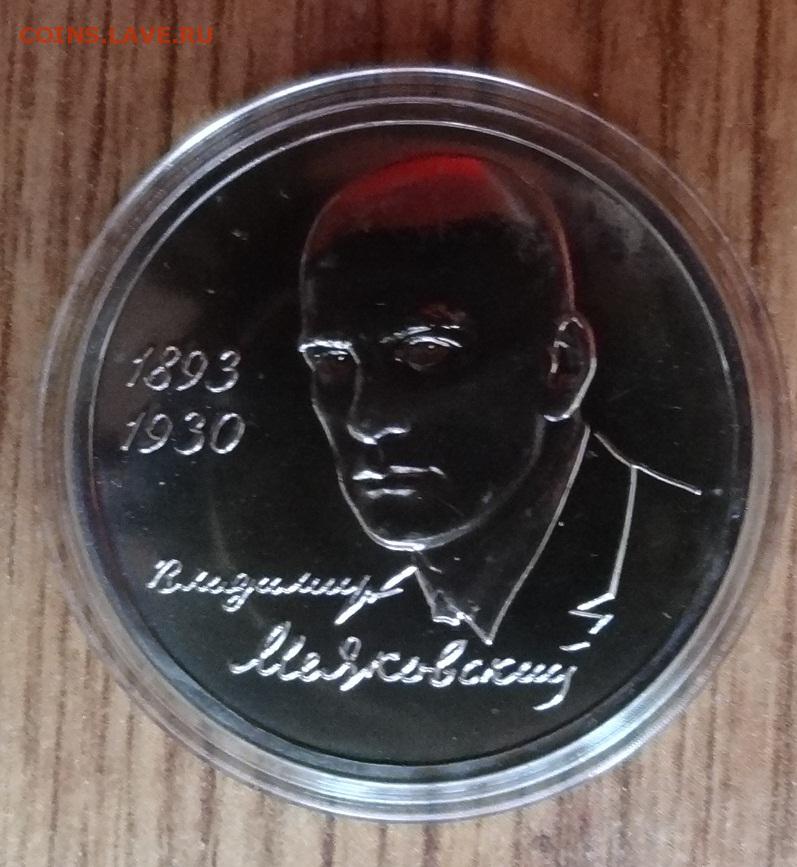 COINS.LAVE.RU
1893
1930
Владимир
Маяковский